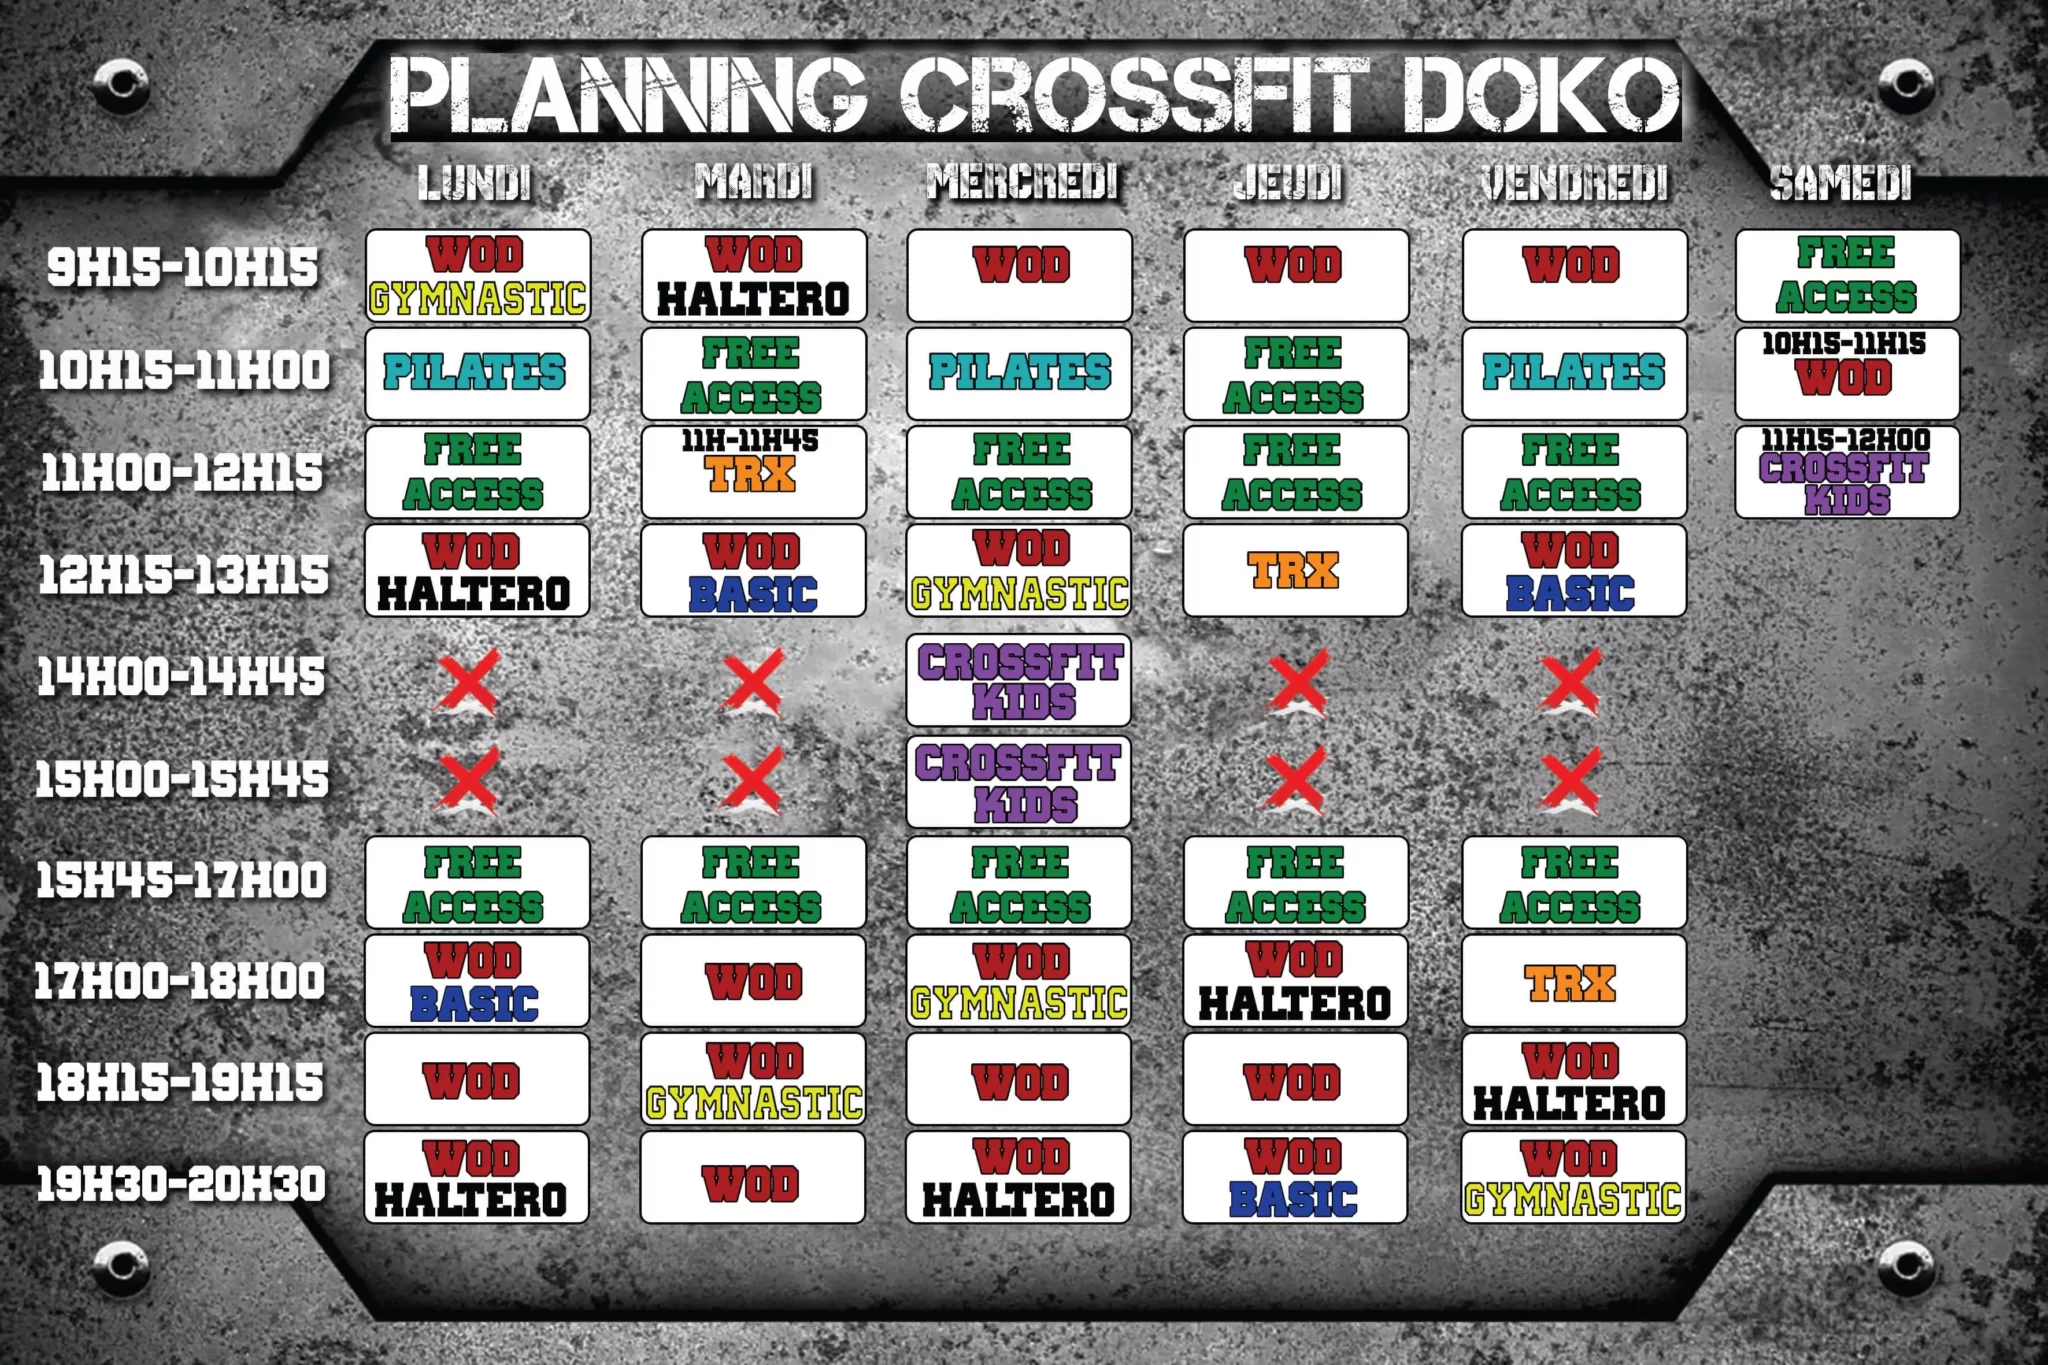 PLANNING CROSSFIT DOKO
LUNDI MARDI MERCREDI JEUDI VENDREDI SAMEDI
9H15-10H15
WOD
GYMNASTIC
WOD
HALTERO
WOD
WOD
WOD
FREE
ACCESS
10H15-11H00
PILATES
FREE
ACCESS
PILATES
FREE
ACCESS
PILATES
10H15-11H15
WOD
11H00-12H15
FREE
ACCESS
11H-11H45
TRX
FREE
ACCESS
FREE
ACCESS
FREE
ACCESS
11H15-12H00
CROSSFIT
KIDS
12H15-13H15
WOD
HALTERO
WOD
BASIC
WOD
GYMNASTIC
TRX
WOD
BASIC
14H00-14H45
CROSSFIT
KIDS
15H00-15H45
CROSSFIT
KIDS
15H45-17H00
FREE
ACCESS
FREE
ACCESS
FREE
ACCESS
FREE
ACCESS
FREE
ACCESS
17H00-18H00
WOD
BASIC
WOD
WOD
GYMNASTIC
WOD
HALTERO
TRX
18H15-19H15
WOD
WOD
GYMNASTIC
WOD
WOD
WOD
HALTERO
19H30-20H30
WOD
HALTERO
WOD
WOD
HALTERO
WOD
BASIC
WOD
GYMNASTIC